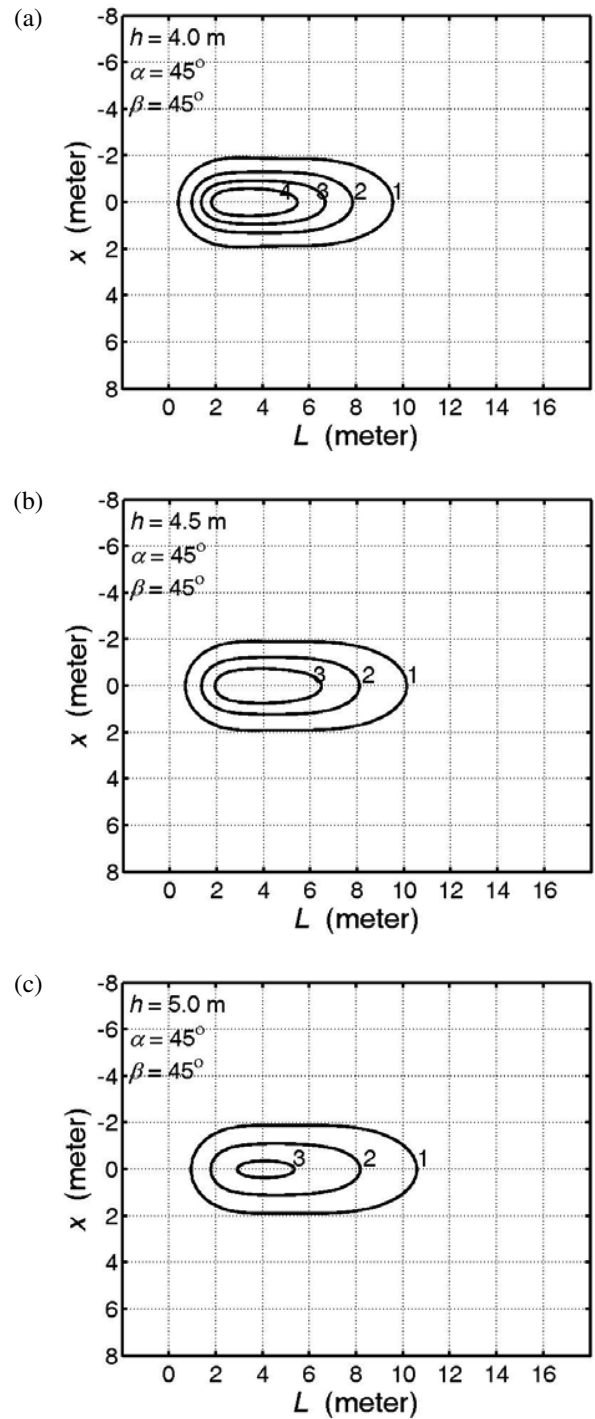 (a)
h = 4.0 m
α = 45°
β = 45°
-8
-6
-4
-2
0
2
4
6
8
4 3 2 1
0 2 4 6 8 10 12 14 16
x (meter)
L (meter)
(b)
h = 4.5 m
α = 45°
β = 45°
-8
-6
-4
-2
0
2
4
6
8
3 2 1
0 2 4 6 8 10 12 14 16
x (meter)
L (meter)
(c)
h = 5.0 m
α = 45°
β = 45°
-8
-6
-4
-2
0
2
4
6
8
3 2 1
0 2 4 6 8 10 12 14 16
x (meter)
L (meter)